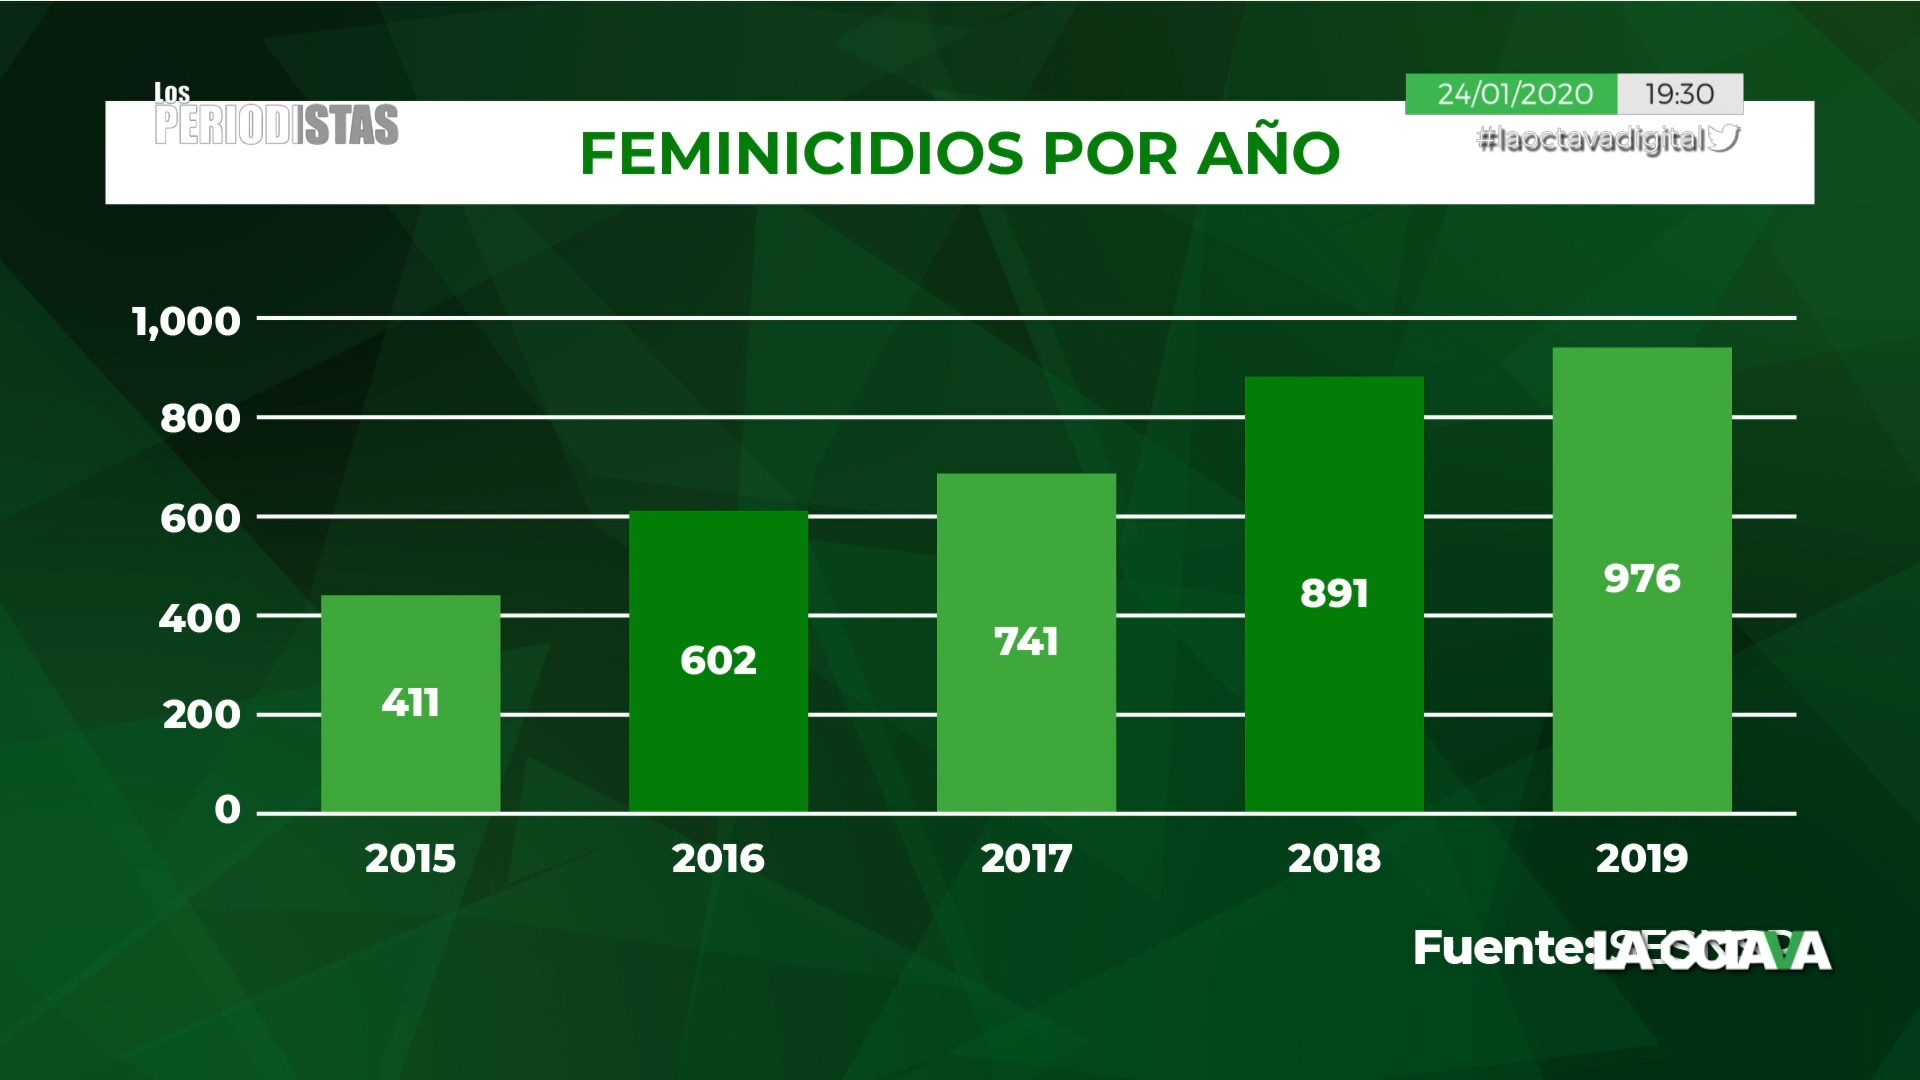 Los
PERIODISTAS
24/01/2020 19:30
#laoctavadigital
FEMINICIDIOS POR AÑO
1,000
800
600
400
200
0
411
602
741
891
976
2015
2016
2017
2018
2019
Fuente:
LA OCTAVA